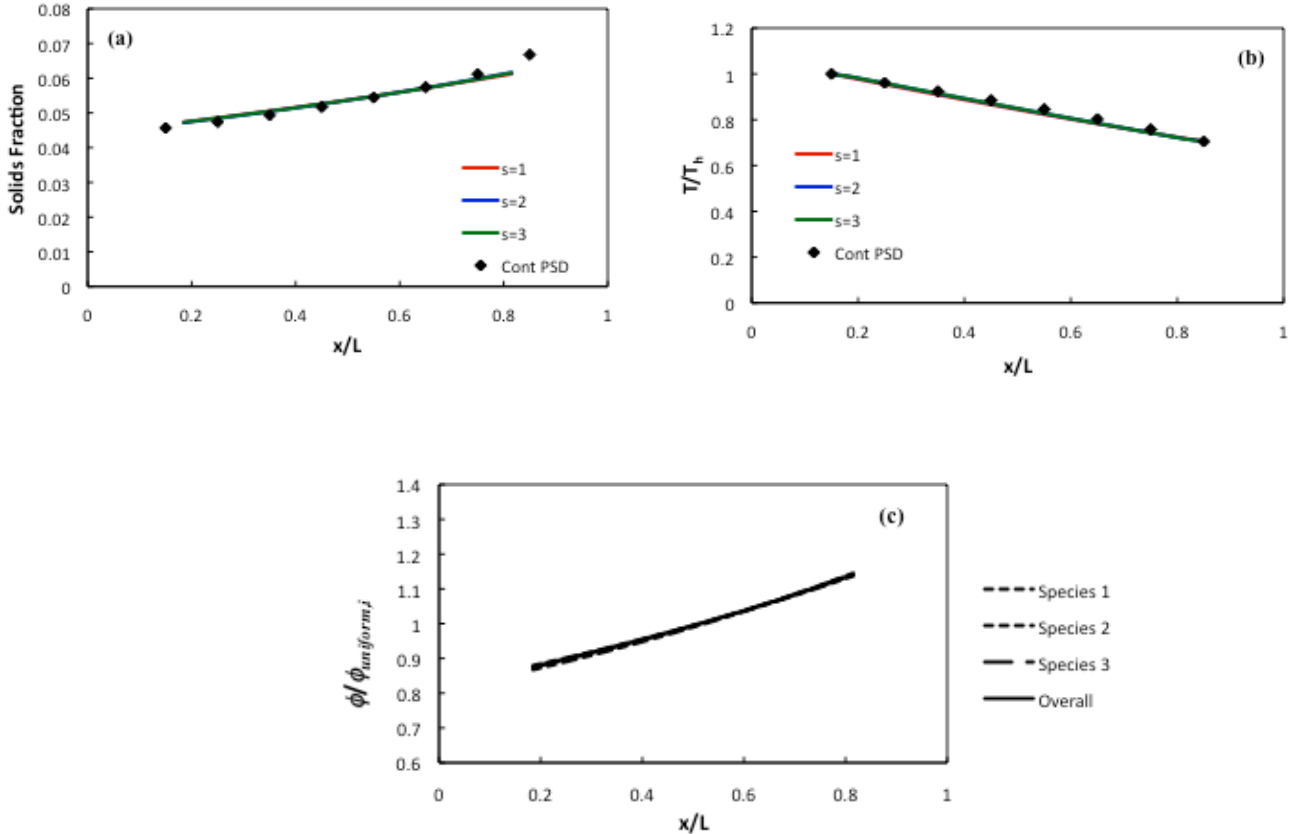 (a)
Solids Fraction
0.08
0.07
0.06
0.05
0.04
0.03
0.02
0.01
0
s=1
s=2
s=3
Cont PSD
0 0.2 0.4 0.6 0.8 1
x/L
(b)
T/Th
1.2
1
0.8
0.6
0.4
0.2
0
s=1
s=2
s=3
Cont PSD
0 0.2 0.4 0.6 0.8 1
x/L
(c)
ϕ/ϕuniform,i
1.4
1.3
1.2
1.1
1
0.9
0.8
0.7
0.6
Species 1
Species 2
Species 3
Overall
0 0.2 0.4 0.6 0.8 1
x/L